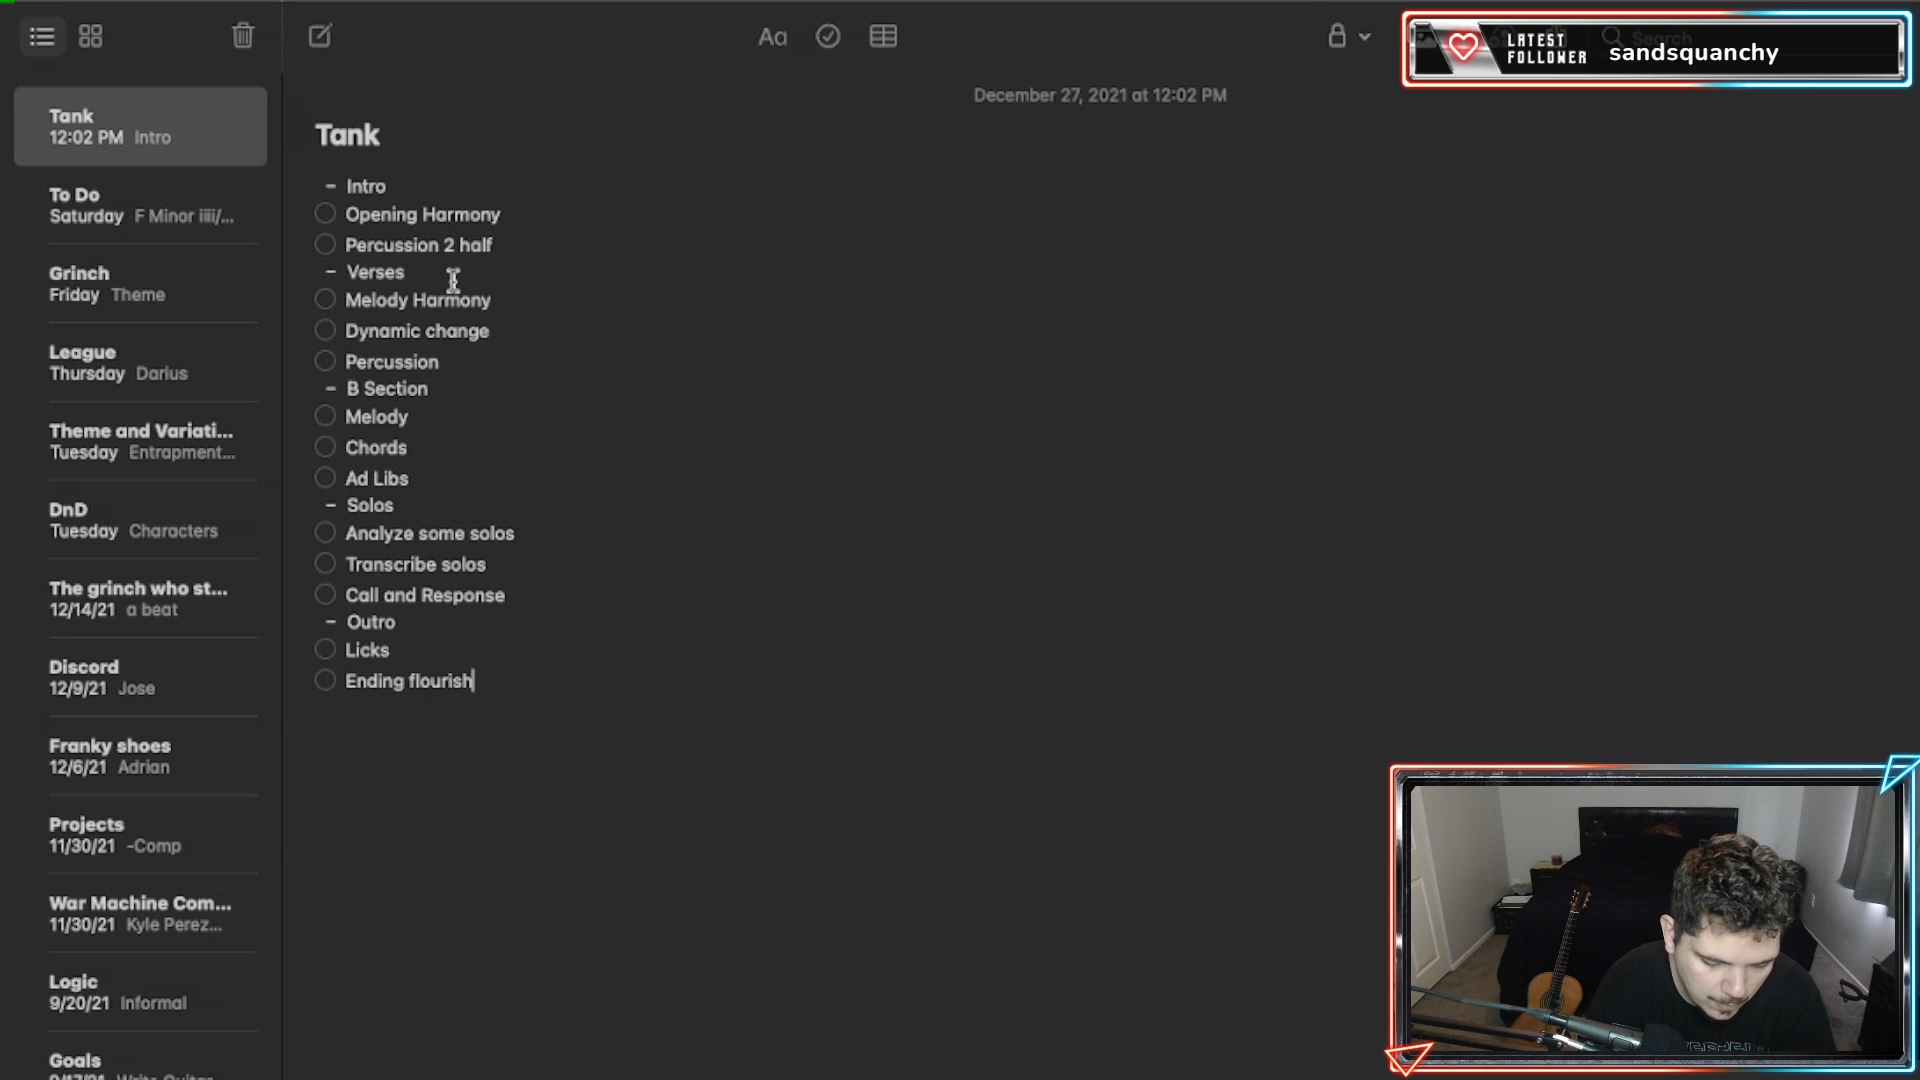 LATEST
FOLLOWER
sandsquanchy
Search
Aa
December 27, 2021 at 12:02 PM
Tank
12:02 PM Intro
To Do
Saturday F Minor iiii/...
Grinch
Friday Theme
League
Thursday Darius
Theme and Variati...
Tuesday Entrapment...
DnD
Tuesday Characters
The grinch who st...
12/14/21 a beat
Discord
12/9/21 Jose
Franky shoes
12/6/21 Adrian
Projects
11/30/21 -Comp
War Machine Com...
11/30/21 Kyle Perez...
Logic
9/20/21 Informal
Goals
Tank
– Intro
Opening Harmony
Percussion 2 half
– Verses
Melody Harmony
Dynamic change
Percussion
– B Section
Melody
Chords
Ad Libs
– Solos
Analyze some solos
Transcribe solos
Call and Response
– Outro
Licks
Ending flourish